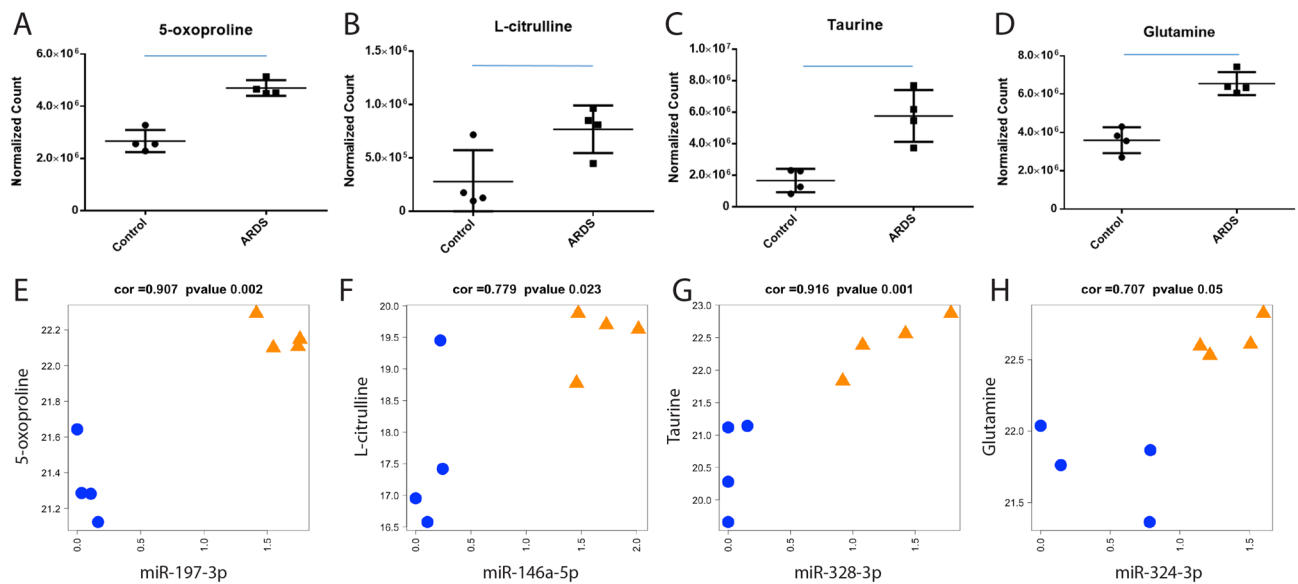 A
5-oxoproline
Normalized Count
6.0×10⁶
4.0×10⁶
2.0×10⁶
0
Control
ARDS
B
L-citrulline
Normalized Count
1.5×10⁶
1.0×10⁶
5.0×10⁵
0
Control
ARDS
C
Taurine
Normalized Count
1.0×10⁷
8.0×10⁶
6.0×10⁶
4.0×10⁶
2.0×10⁶
0
Control
ARDS
D
Glutamine
Normalized Count
8.0×10⁶
6.0×10⁶
4.0×10⁶
2.0×10⁶
0
Control
ARDS
E
cor =0.907 pvalue 0.002
5-oxoproline
22.2
22.0
21.8
21.6
21.4
21.2
0.0
0.5
1.0
1.5
miR-197-3p
F
cor =0.779 pvalue 0.023
L-citrulline
20.0
19.5
19.0
18.0
17.5
17.0
16.5
0.0
0.5
1.0
1.5
2.0
miR-146a-5p
G
cor =0.916 pvalue 0.001
Taurine
23.0
22.5
22.0
21.5
21.0
20.5
20.0
0.0
0.5
1.0
1.5
miR-328-3p
H
cor =0.707 pvalue 0.05
Glutamine
22.5
22.0
21.5
0.0
0.5
1.0
1.5
miR-324-3p